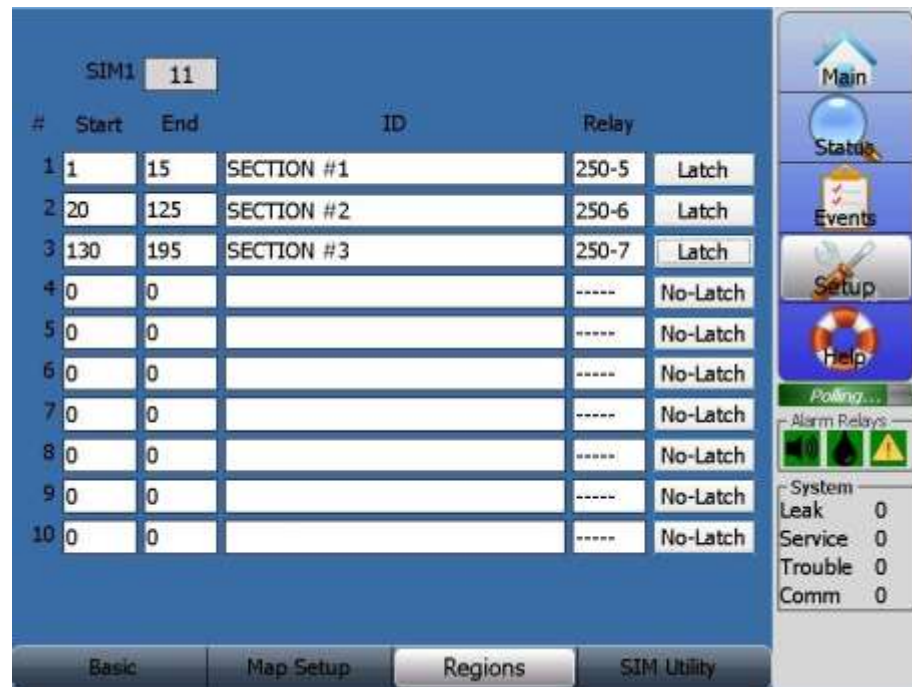 SIM1 11
# Start End ID Relay
1 1 15 SECTION #1 250-5 Latch
2 20 125 SECTION #2 250-6 Latch
3 130 195 SECTION #3 250-7 Latch
4 0 0 ----- No-Latch
5 0 0 ----- No-Latch
6 0 0 ----- No-Latch
7 0 0 ----- No-Latch
8 0 0 ----- No-Latch
9 0 0 ----- No-Latch
10 0 0 ----- No-Latch
Basic Map Setup Regions SIM Utility
Main
Status
Events
Setup
Help
Polling...
Alarm Relays
System
Leak 0
Service 0
Trouble 0
Comm 0